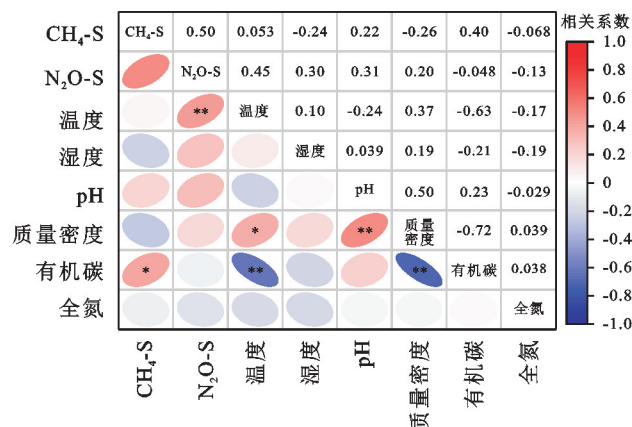 相关系数
CH₄-S CH₄-S 0.50 0.053 -0.24 0.22 -0.26 0.40 -0.068
N₂O-S N₂O-S 0.45 0.30 0.31 0.20 -0.048 -0.13
温度 ** 温度 0.10 -0.24 0.37 -0.63 -0.17
湿度 湿度 0.039 0.19 -0.21 -0.19
pH pH 0.50 0.23 -0.029
质量密度 * ** 质量
密度 -0.72 0.039
有机碳 * ** ** 有机碳 0.038
全氮 全氮
CH₄-S N₂O-S 温度 湿度 pH 质量密度 有机碳 全氮
1.0
0.8
0.6
0.4
0.2
0
-0.2
-0.4
-0.6
-0.8
-1.0